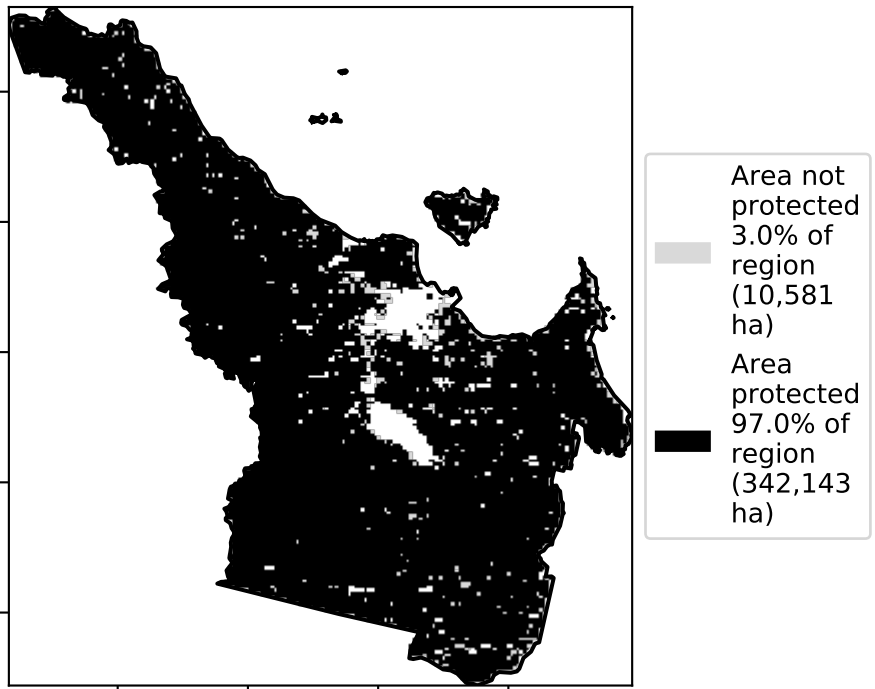 Area not
protected
3.0% of
region
(10,581
ha)
Area
protected
97.0% of
region
(342,143
ha)